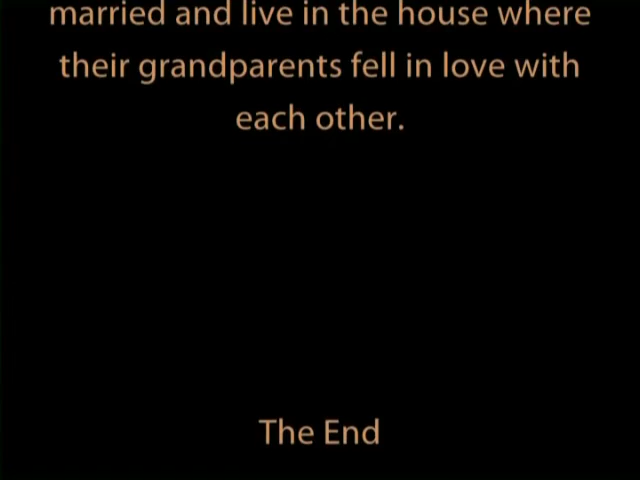 married and live in the house where
their grandparents fell in love with
each other.
The End